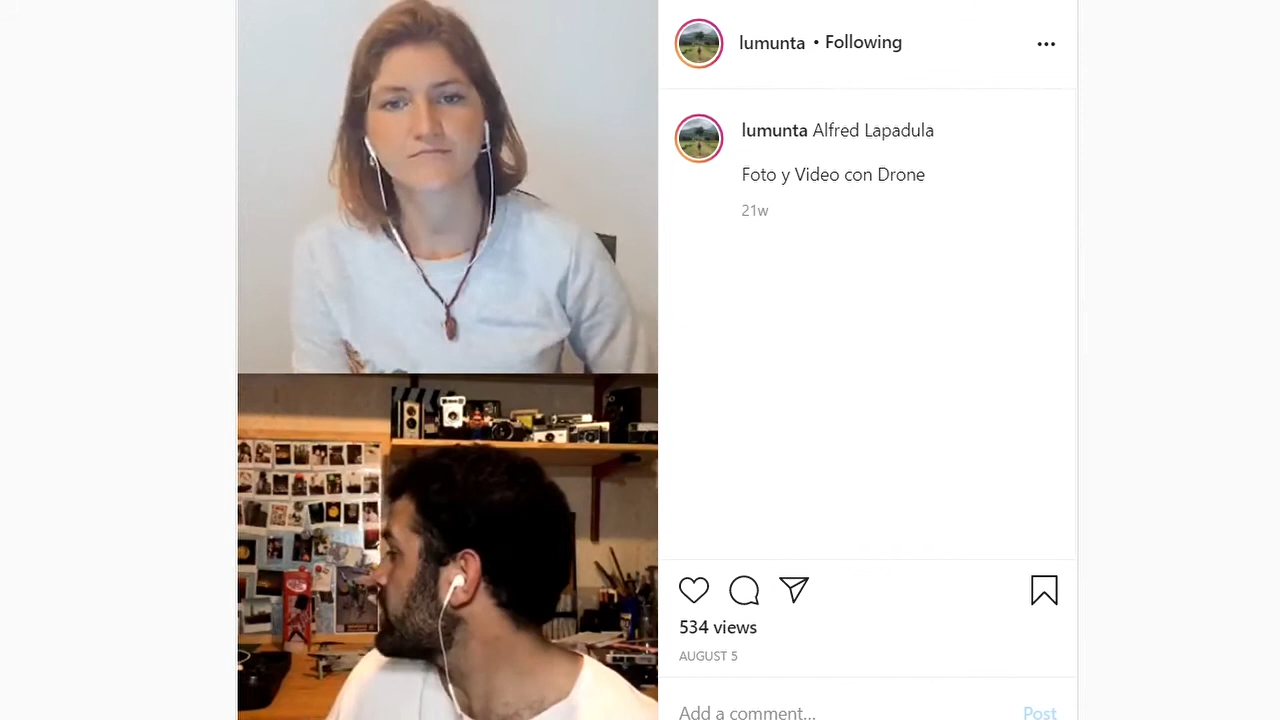 lumunta • Following
lumunta Alfred Lapadula
Foto y Video con Drone
21w
534 views
AUGUST 5
Add a comment...
Post